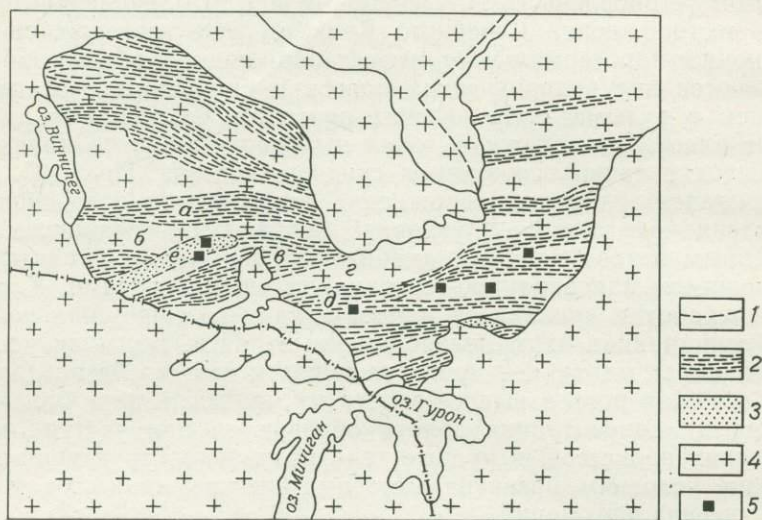 оз. Виннипег
а
б
е
в
г
д
оз. Гурон
оз. Мичиган
1
2
3
4
5